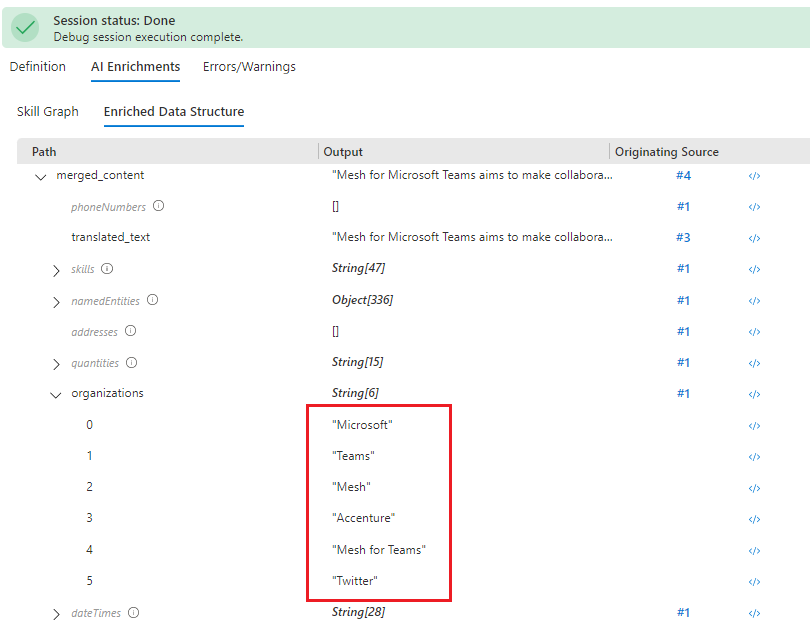 Session status: Done
Debug session execution complete.
Definition AI Enrichments Errors/Warnings
Skill Graph Enriched Data Structure
Path Output Originating Source
merged_content "Mesh for Microsoft Teams aims to make collabora... #4 </>
phoneNumbers [] #1 </>
translated_text "Mesh for Microsoft Teams aims to make collabora... #3 </>
skills String[47] #1 </>
namedEntities Object[336] #1 </>
addresses [] #1 </>
quantities String[15] #1 </>
organizations String[6] #1 </>
0 "Microsoft" </>
1 "Teams" </>
2 "Mesh" </>
3 "Accenture" </>
4 "Mesh for Teams" </>
5 "Twitter" </>
dateTimes String[28] #1 </>